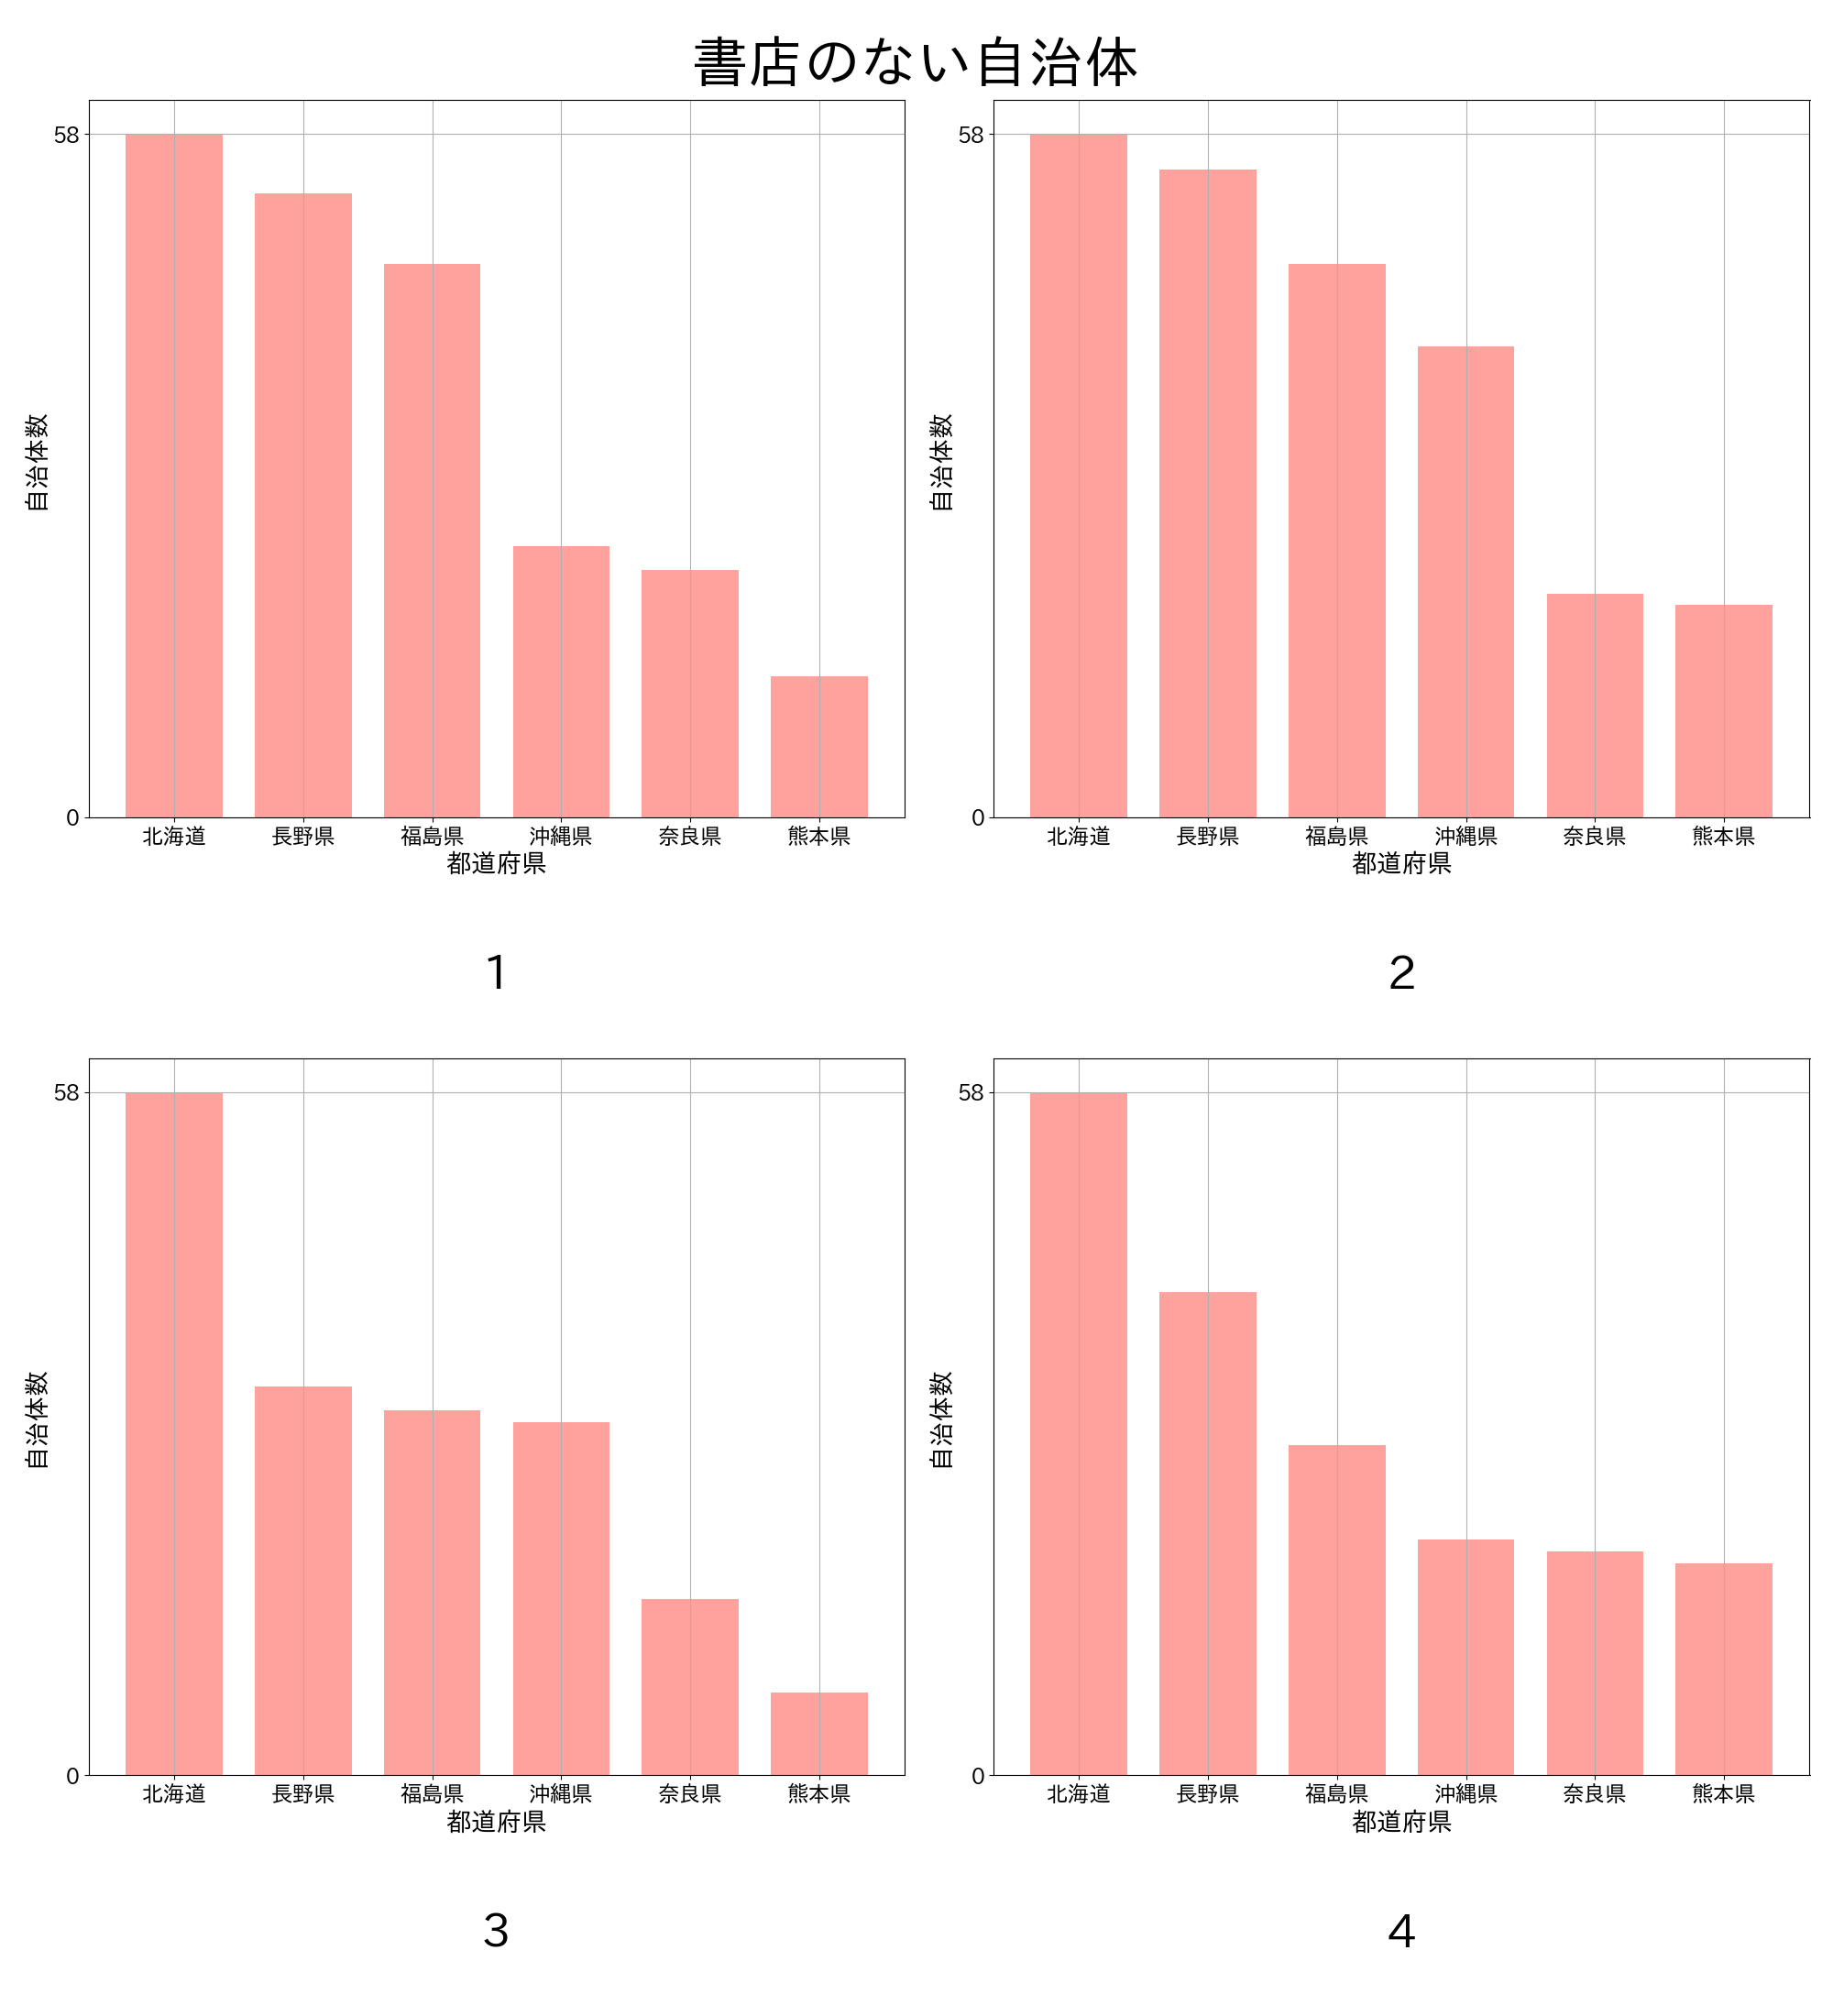 書店のない自治体
58
0
自治体数
北海道 長野県 福島県 沖縄県 奈良県 熊本県
都道府県
1
58
0
自治体数
北海道 長野県 福島県 沖縄県 奈良県 熊本県
都道府県
2
58
0
自治体数
北海道 長野県 福島県 沖縄県 奈良県 熊本県
都道府県
3
58
0
自治体数
北海道 長野県 福島県 沖縄県 奈良県 熊本県
都道府県
4